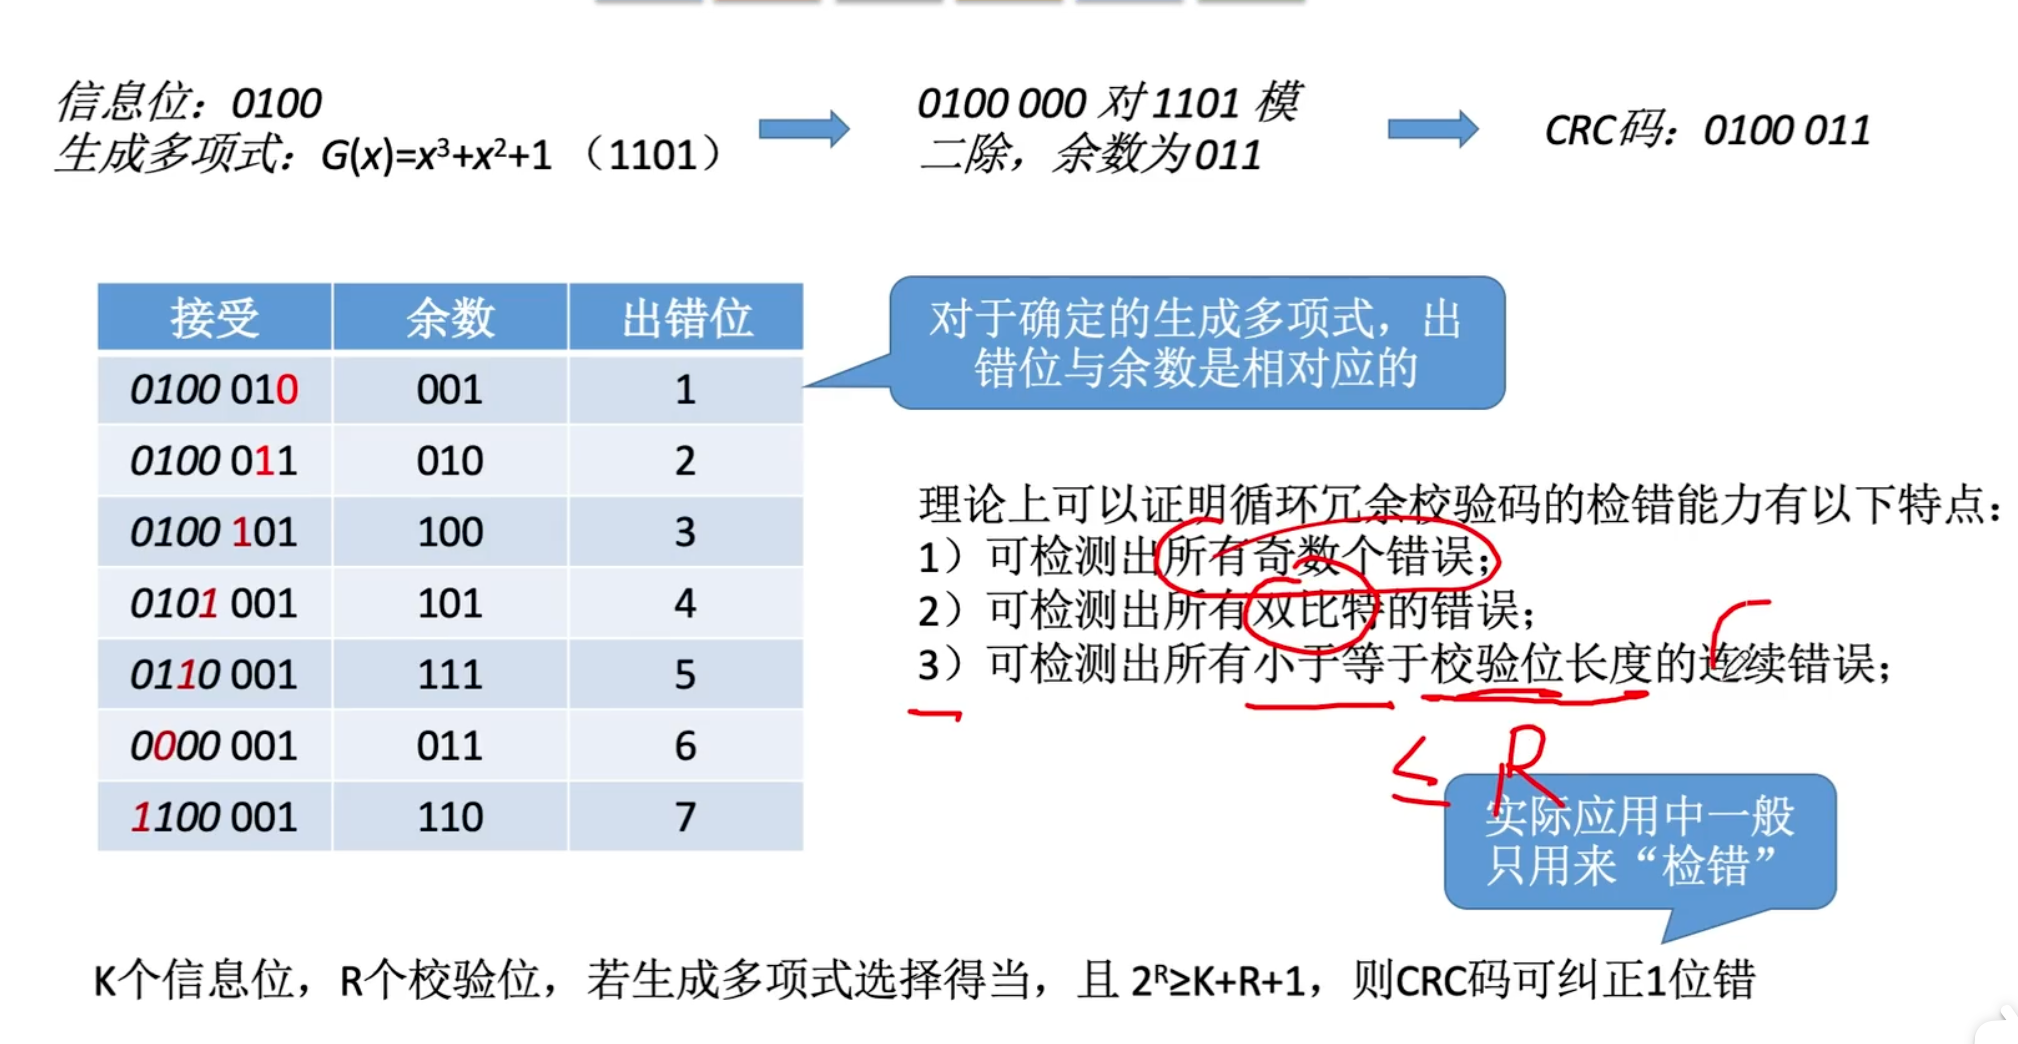 信息位：0100
生成多项式：G(x)=x³+x²+1 （1101）
0100 000 对 1101 模
二除，余数为011
CRC码：0100 011
接受 余数 出错位
0100 010 001 1
0100 011 010 2
0100 101 100 3
0101 001 101 4
0110 001 111 5
0000 001 011 6
1100 001 110 7
对于确定的生成多项式，出
错位与余数是相对应的
理论上可以证明循环冗余校验码的检错能力有以下特点：
1）可检测出所有奇数个错误；
2）可检测出所有双比特的错误；
3）可检测出所有小于等于校验位长度的连续错误；
≤ R
实际应用中一般
只用来“检错”
K个信息位，R个校验位，若生成多项式选择得当，且 2ᴿ≥K+R+1，则CRC码可纠正1位错